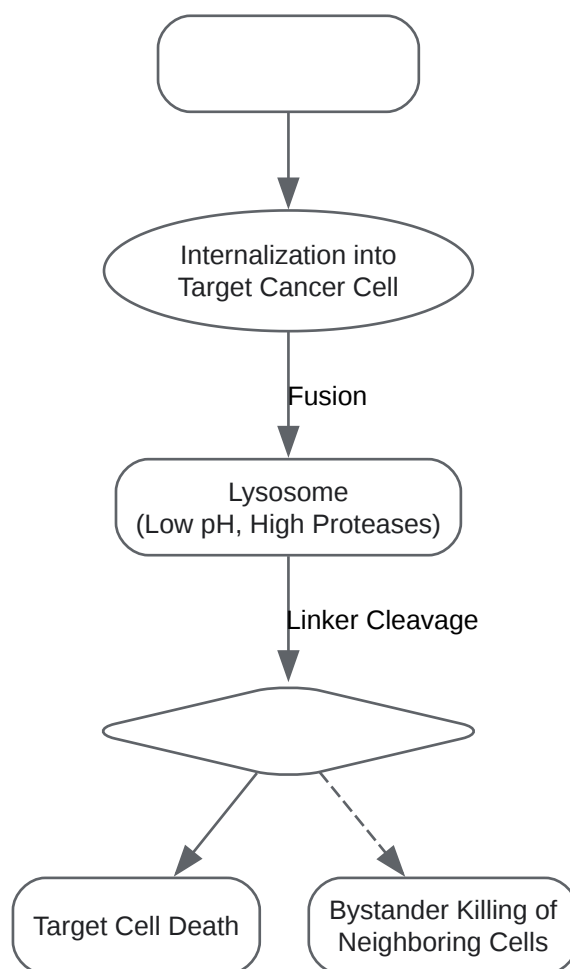 Internalization into
Target Cancer Cell
Fusion
Lysosome
(Low pH, High Proteases)
Linker Cleavage
Target Cell Death
Bystander Killing of
Neighboring Cells